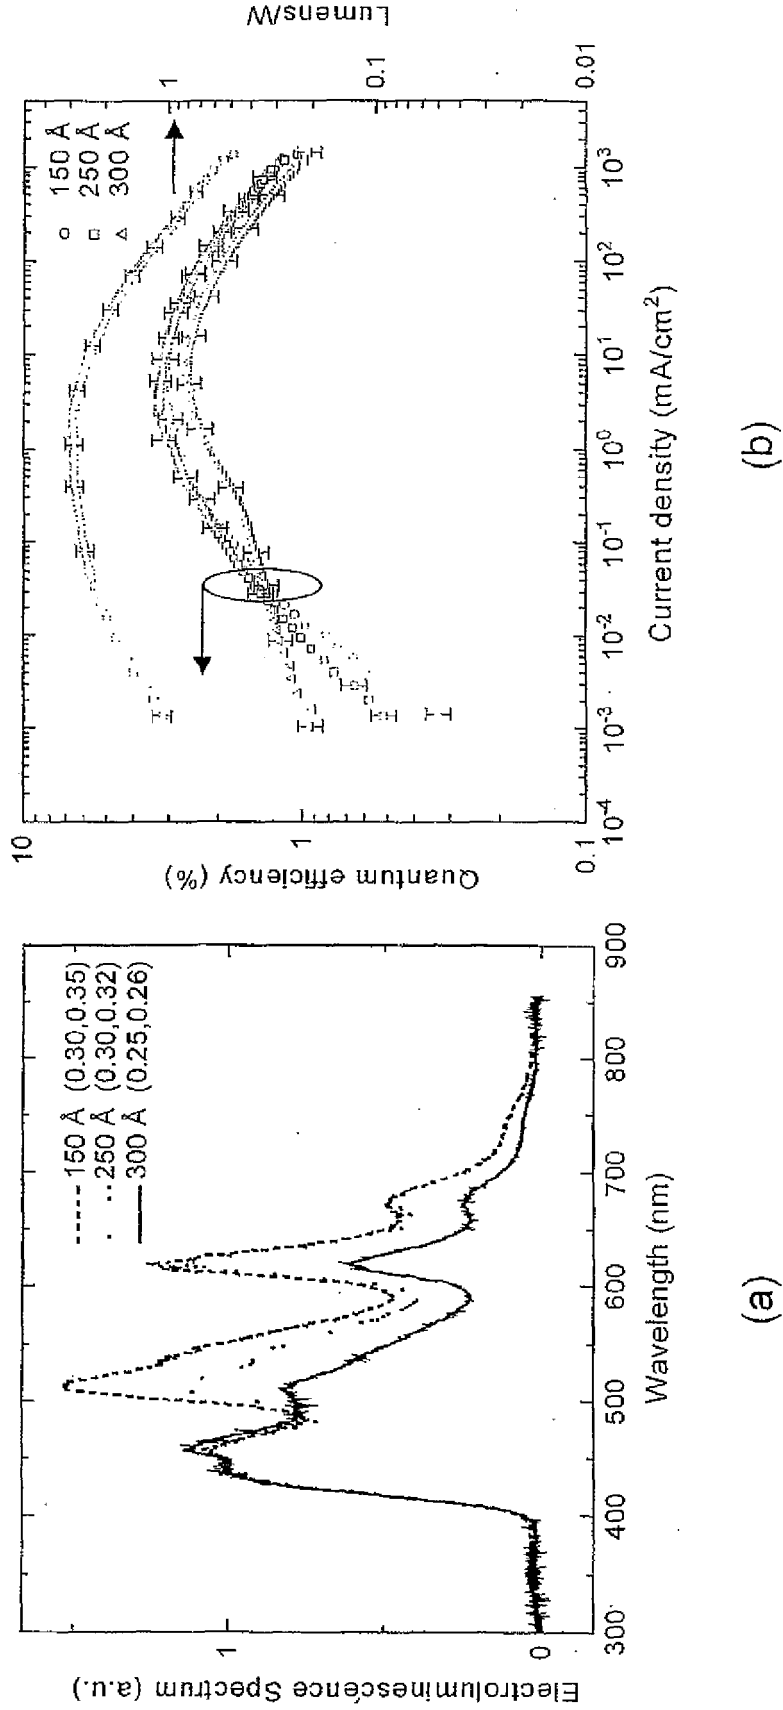 Electroluminescence Spectrum (a.u.)
1
0
150 Å (0.30,0.35)
250 Å (0.30,0.32)
300 Å (0.25,0.26)
300 400 500 600 700 800 900
Wavelength (nm)
(a)
Quantum efficiency (%)
10
1
0.1
150 Å
250 Å
300 Å
Lumens/W
1
0.1
0.01
10-4 10-3 10-2 10-1 100 101 102 103
Current density (mA/cm2)
(b)